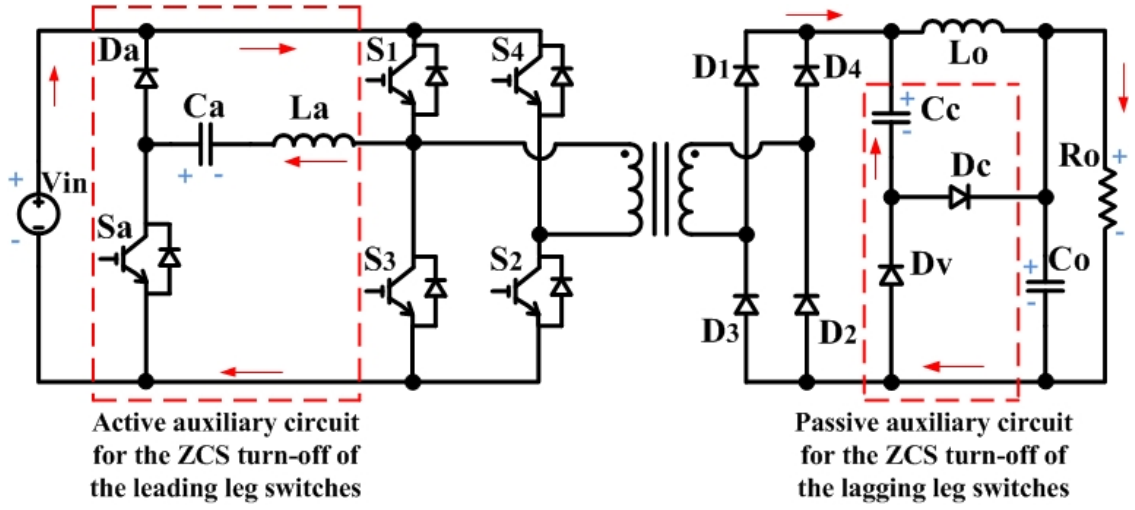 Da
S1
S4
Ca
La
Vin
+
-
+ -
Sa
S3
S2
D1
D4
D3
D2
Lo
+
-
Cc
Dc
Dv
Ro
+
-
Co
+
-
Active auxiliary circuit
for the ZCS turn-off of
the leading leg switches
Passive auxiliary circuit
for the ZCS turn-off of
the lagging leg switches